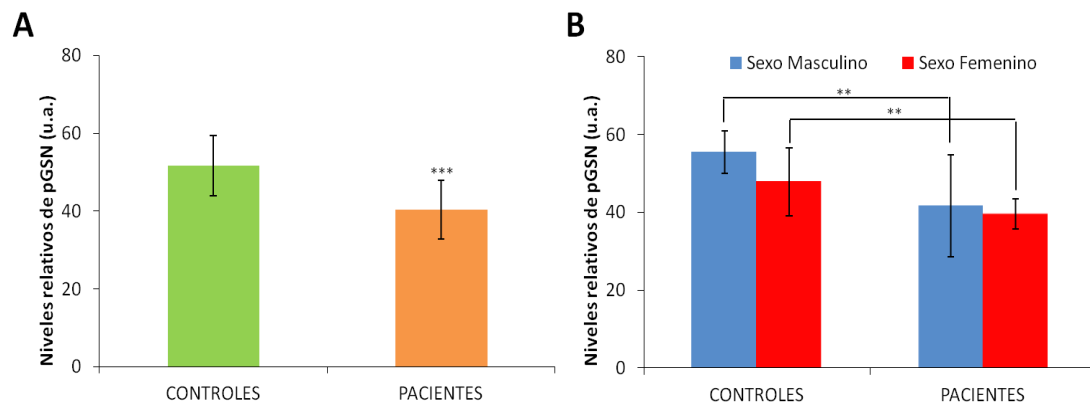 A
Niveles relativos de pGSN (u.a.)
80
60
40
20
0
***
CONTROLES
PACIENTES
B
Niveles relativos de pGSN (u.a.)
80
60
40
20
0
Sexo Masculino
Sexo Femenino
**
**
CONTROLES
PACIENTES